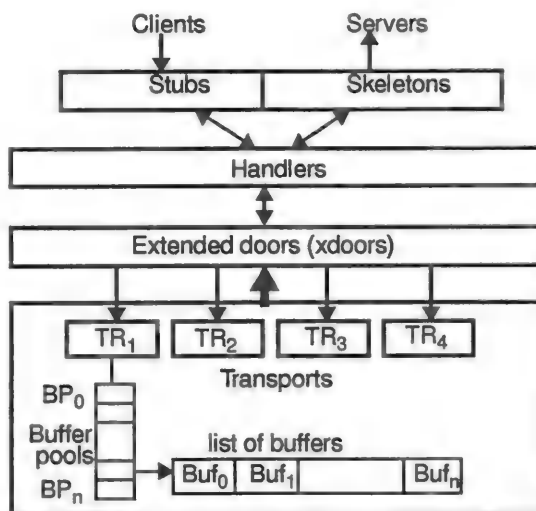 Clients Servers
Stubs Skeletons
Handlers
Extended doors (xdoors)
TR₁ TR₂ TR₃ TR₄
Transports
BP₀
Buffer
pools
BPₙ
list of buffers
Buf₀ Buf₁ Bufₙ